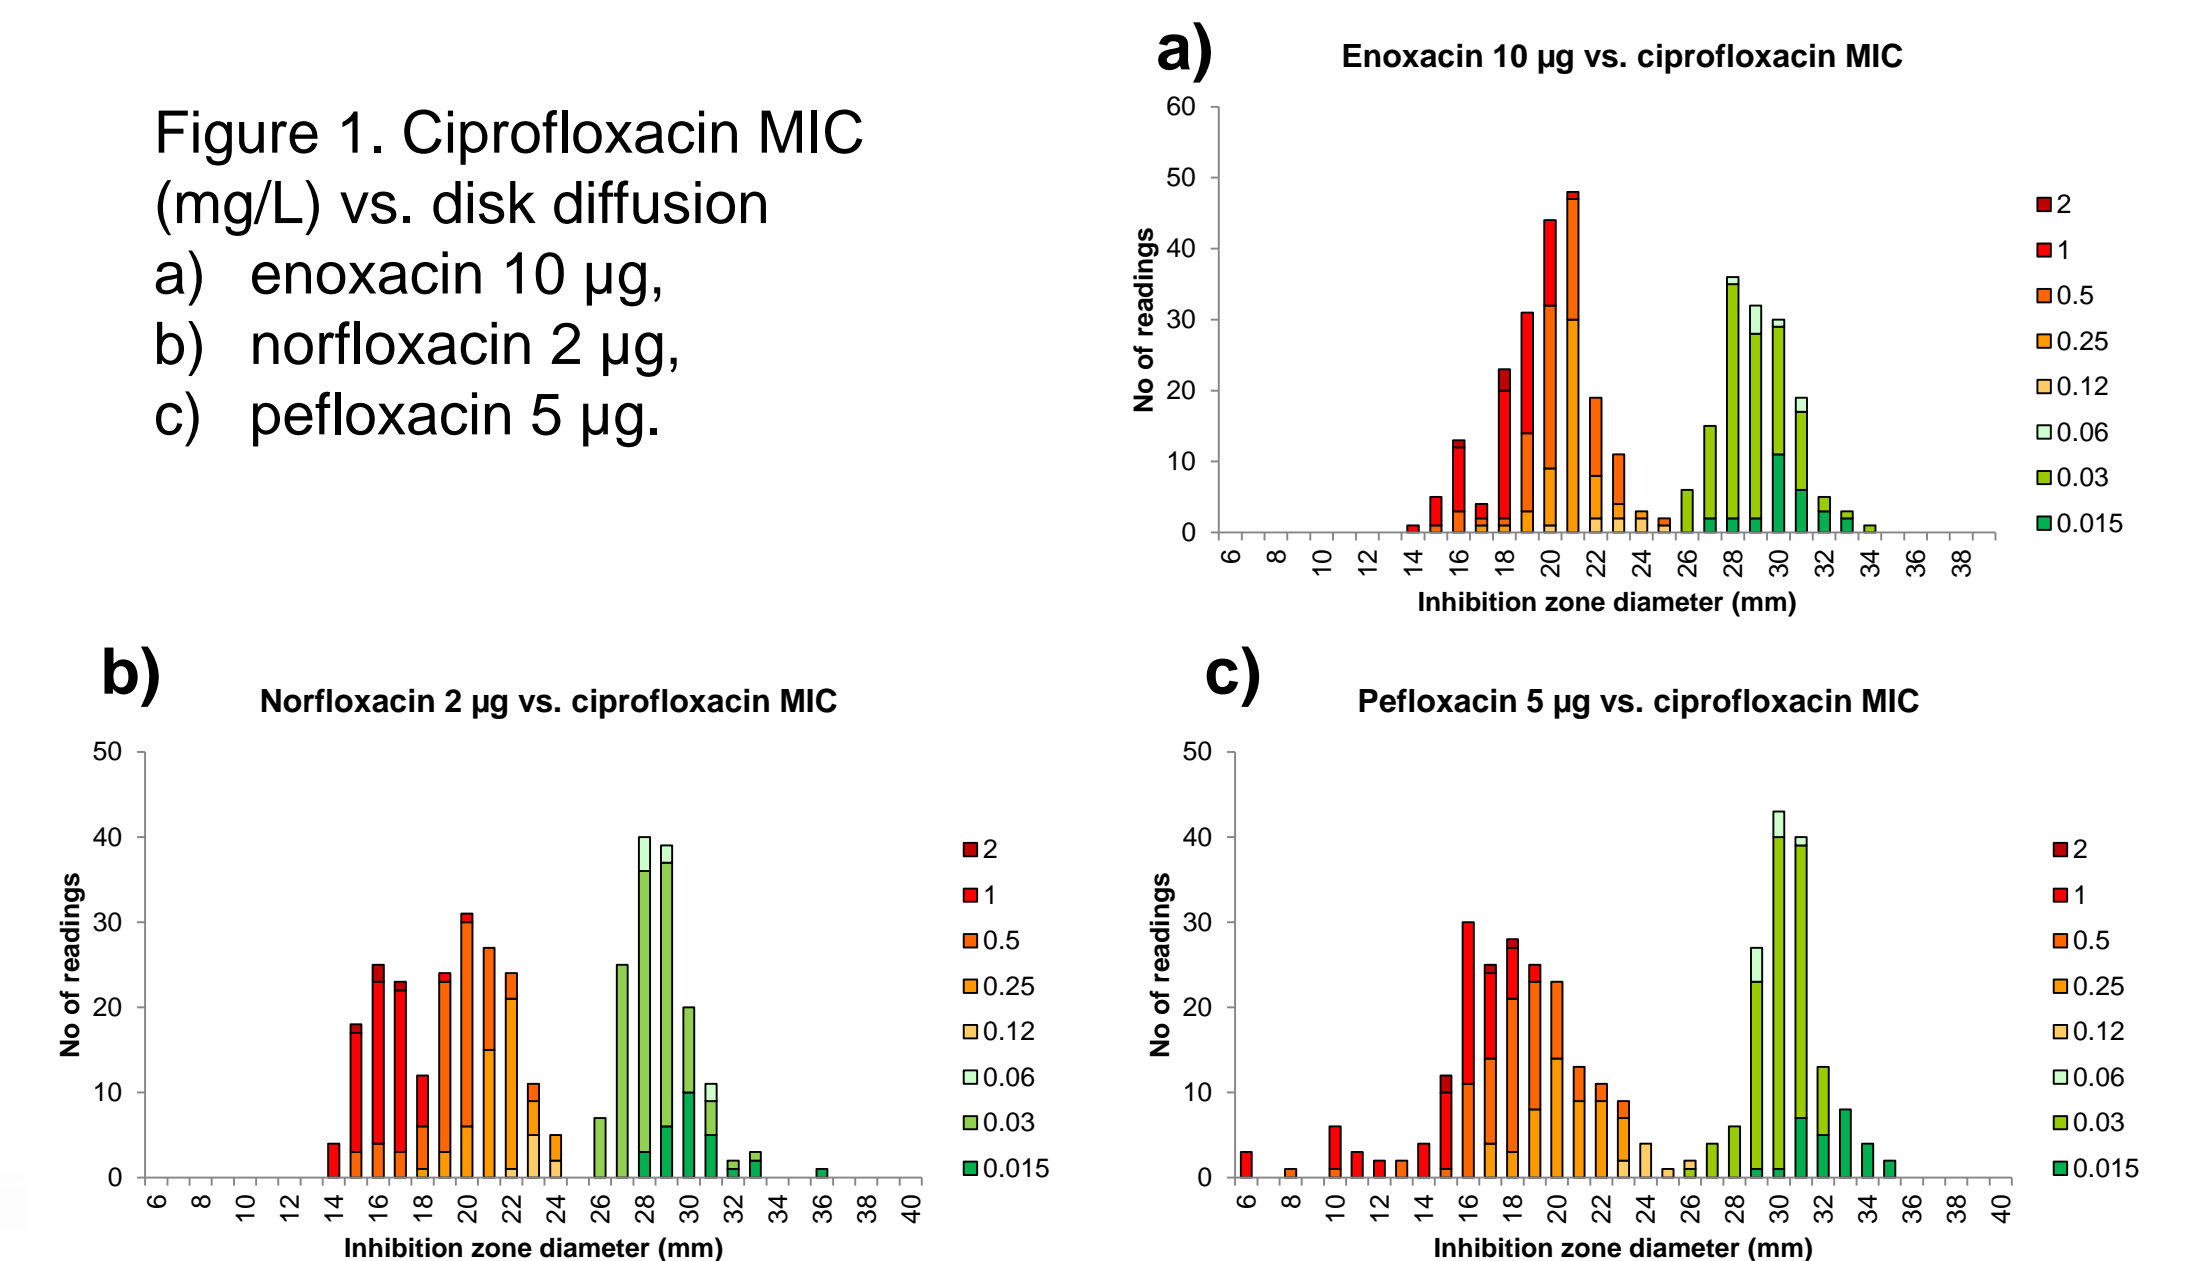 Figure 1. Ciprofloxacin MIC
(mg/L) vs. disk diffusion
a) enoxacin 10 µg,
b) norfloxacin 2 µg,
c) pefloxacin 5 µg.
a)
Enoxacin 10 µg vs. ciprofloxacin MIC
No of readings
60
50
40
30
20
10
0
6 8 10 12 14 16 18 20 22 24 26 28 30 32 34 36 38
Inhibition zone diameter (mm)
2
1
0.5
0.25
0.12
0.06
0.03
0.015
b)
Norfloxacin 2 µg vs. ciprofloxacin MIC
No of readings
50
40
30
20
10
0
6 8 10 12 14 16 18 20 22 24 26 28 30 32 34 36 38 40
Inhibition zone diameter (mm)
2
1
0.5
0.25
0.12
0.06
0.03
0.015
c)
Pefloxacin 5 µg vs. ciprofloxacin MIC
No of readings
50
40
30
20
10
0
6 8 10 12 14 16 18 20 22 24 26 28 30 32 34 36 38 40
Inhibition zone diameter (mm)
2
1
0.5
0.25
0.12
0.06
0.03
0.015